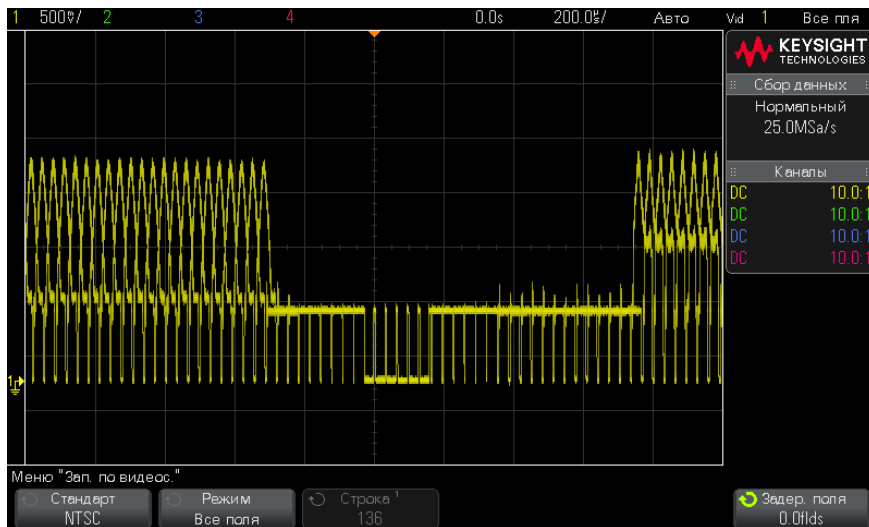 1 500㎷/ 2 3 4 0.0s 200.0㎲/ Авто Vid 1 Все пля
KEYSIGHT
TECHNOLOGIES
Сбор данных
Нормальный
25.0MSa/s
Каналы
DC 10.0:1
DC 10.0:1
DC 10.0:1
DC 10.0:1
1
Меню "Зап. по видеос."
Стандарт
NTSC
Режим
Все поля
Строка 1
136
Задер. поля
0.0flds